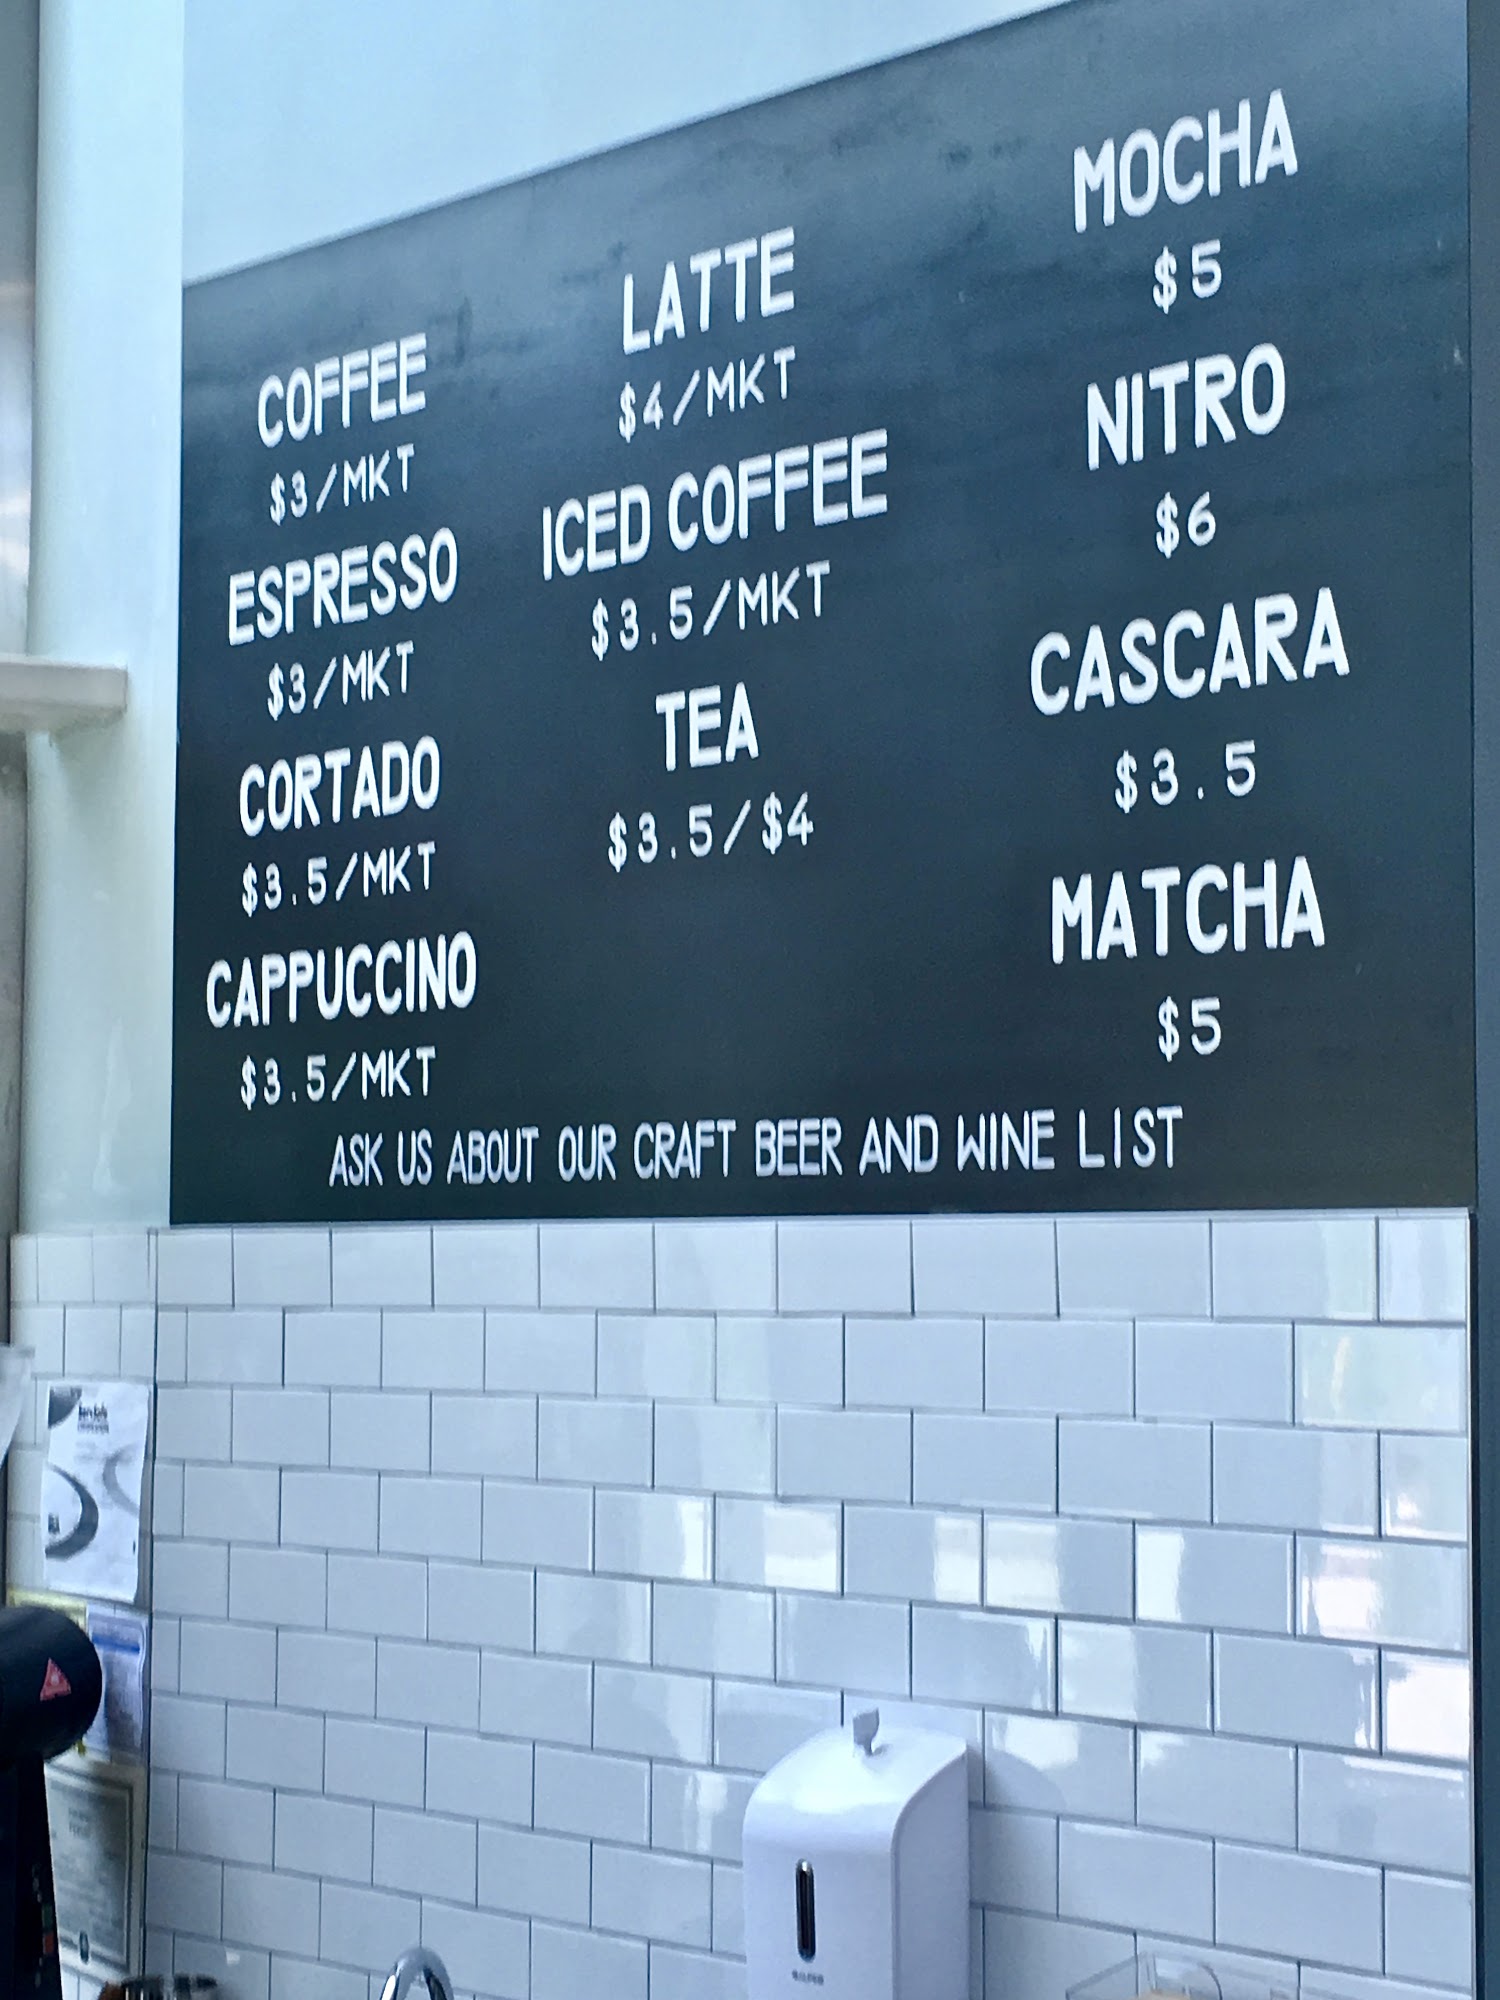 COFFEE
$3/MKT
ESPRESSO
$3/MKT
CORTADO
$3.5/MKT
CAPPUCCINO
$3.5/MKT
LATTE
$4/MKT
ICED COFFEE
$3.5/MKT
TEA
$3.5/$4
MOCHA
$5
NITRO
$6
CASCARA
$3.5
MATCHA
$5
ASK US ABOUT OUR CRAFT BEER AND WINE LIST